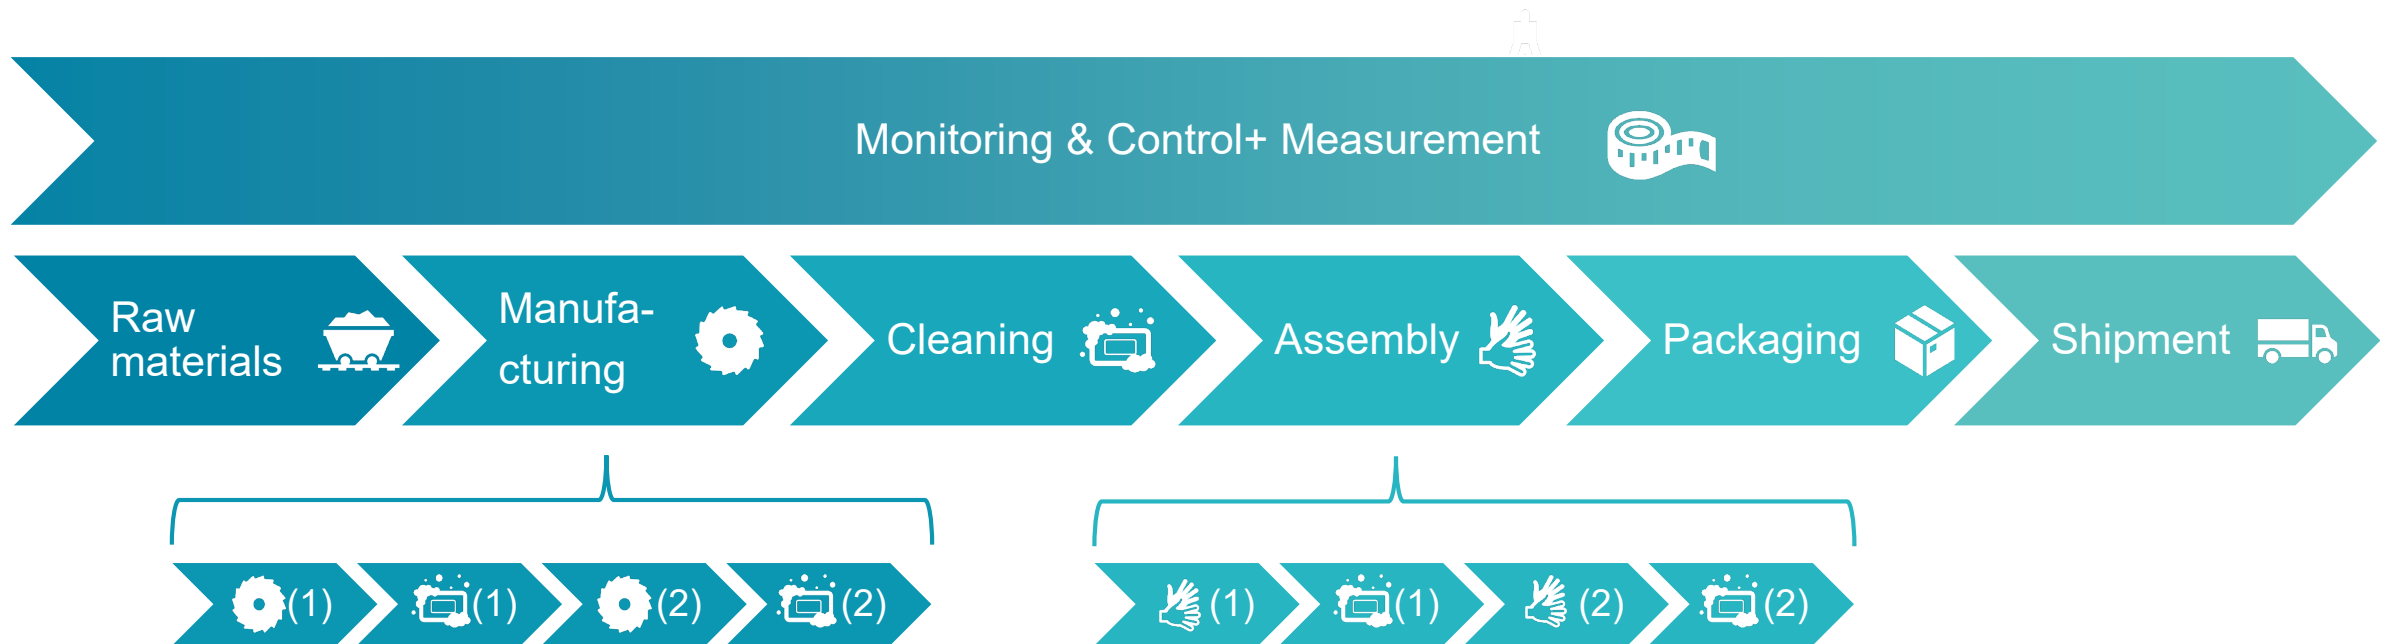 Monitoring & Control+ Measurement
Raw
materials
Manufa-
cturing
Cleaning
Assembly
Packaging
Shipment
(1)
(1)
(2)
(2)
(1)
(1)
(2)
(2)